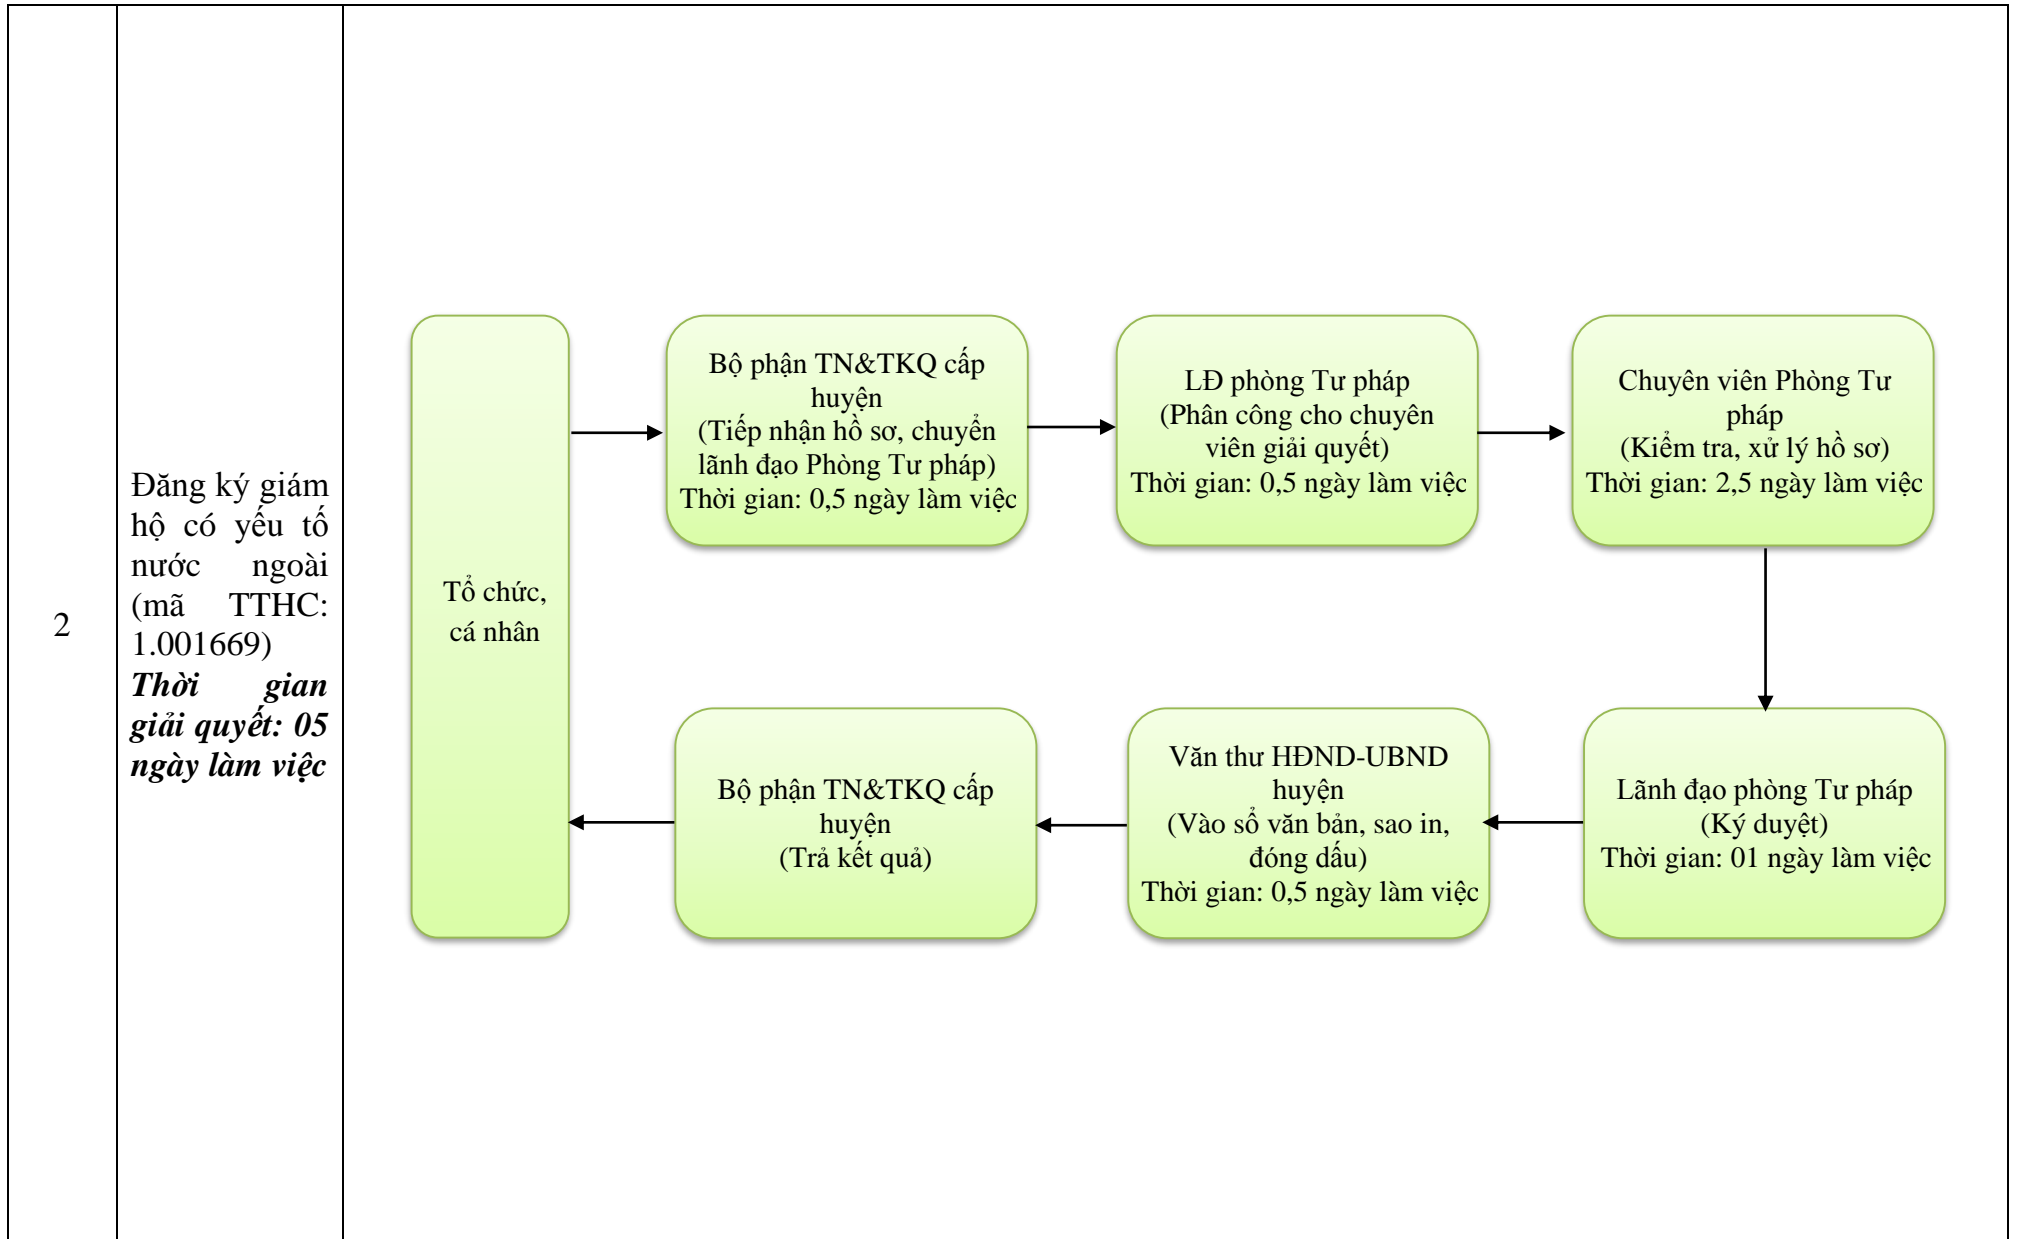 2
Đăng ký giám
hộ có yếu tố
nước ngoài
(mã TTHC:
1.001669)
Thời gian
giải quyết: 05
ngày làm việc
Tổ chức,
cá nhân
Bộ phận TN&TKQ cấp
huyện
(Tiếp nhận hồ sơ, chuyển
lãnh đạo Phòng Tư pháp)
Thời gian: 0,5 ngày làm việc
LĐ phòng Tư pháp
(Phân công cho chuyên
viên giải quyết)
Thời gian: 0,5 ngày làm việc
Chuyên viên Phòng Tư
pháp
(Kiểm tra, xử lý hồ sơ)
Thời gian: 2,5 ngày làm việc
Lãnh đạo phòng Tư pháp
(Ký duyệt)
Thời gian: 01 ngày làm việc
Văn thư HĐND-UBND
huyện
(Vào sổ văn bản, sao in,
đóng dấu)
Thời gian: 0,5 ngày làm việc
Bộ phận TN&TKQ cấp
huyện
(Trả kết quả)